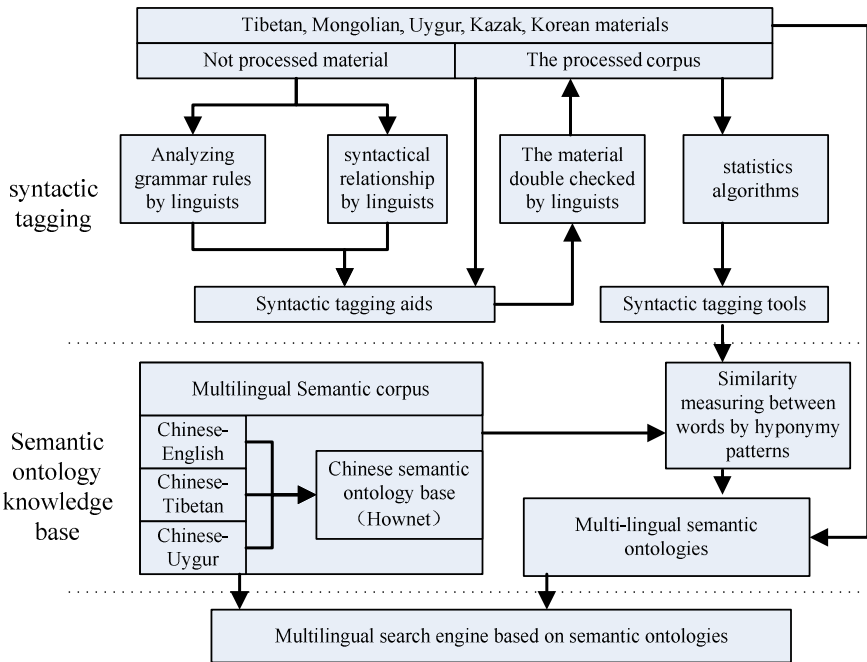 Tibetan, Mongolian, Uygur, Kazak, Korean materials
Not processed material
The processed corpus
syntactic
tagging
Analyzing
grammar rules
by linguists
syntactical
relationship by
linguists
The material
double checked
by linguists
statistics
algorithms
Syntactic tagging aids
Syntactic tagging tools
Semantic
ontology
knowledge
base
Multilingual Semantic corpus
Chinese-
English
Chinese-
Tibetan
Chinese-
Uygur
Chinese semantic
ontology base
（Hownet）
Similarity
measuring between
words by hyponymy
patterns
Multi-lingual semantic
ontologies
Multilingual search engine based on semantic ontologies